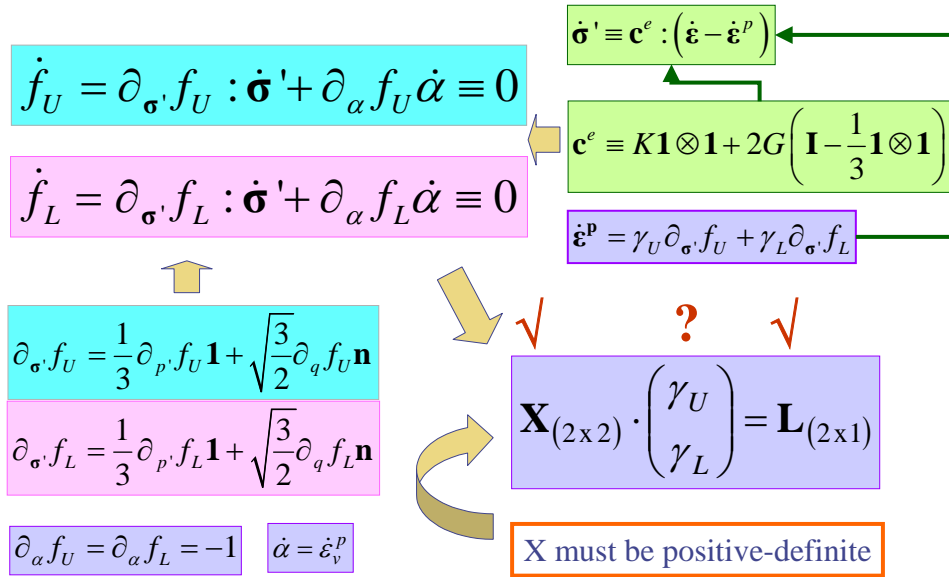 σ̇' ≡ c^e : (ε̇ − ε̇^p)
ḟ_U = ∂_σ' f_U : σ̇' + ∂_α f_U α̇ ≡ 0
c^e ≡ K1 ⊗ 1 + 2G(I − 1/3 1 ⊗ 1)
ḟ_L = ∂_σ' f_L : σ̇' + ∂_α f_L α̇ ≡ 0
ε̇^p = γ_U ∂_σ' f_U + γ_L ∂_σ' f_L
√ ? √
∂_σ' f_U = 1/3 ∂_p' f_U 1 + √(3/2) ∂_q f_U n
X_(2x2) · (γ_U γ_L) = L_(2x1)
∂_σ' f_L = 1/3 ∂_p' f_L 1 + √(3/2) ∂_q f_L n
∂_α f_U = ∂_α f_L = −1
α̇ = ε̇_v^p
X must be positive-definite